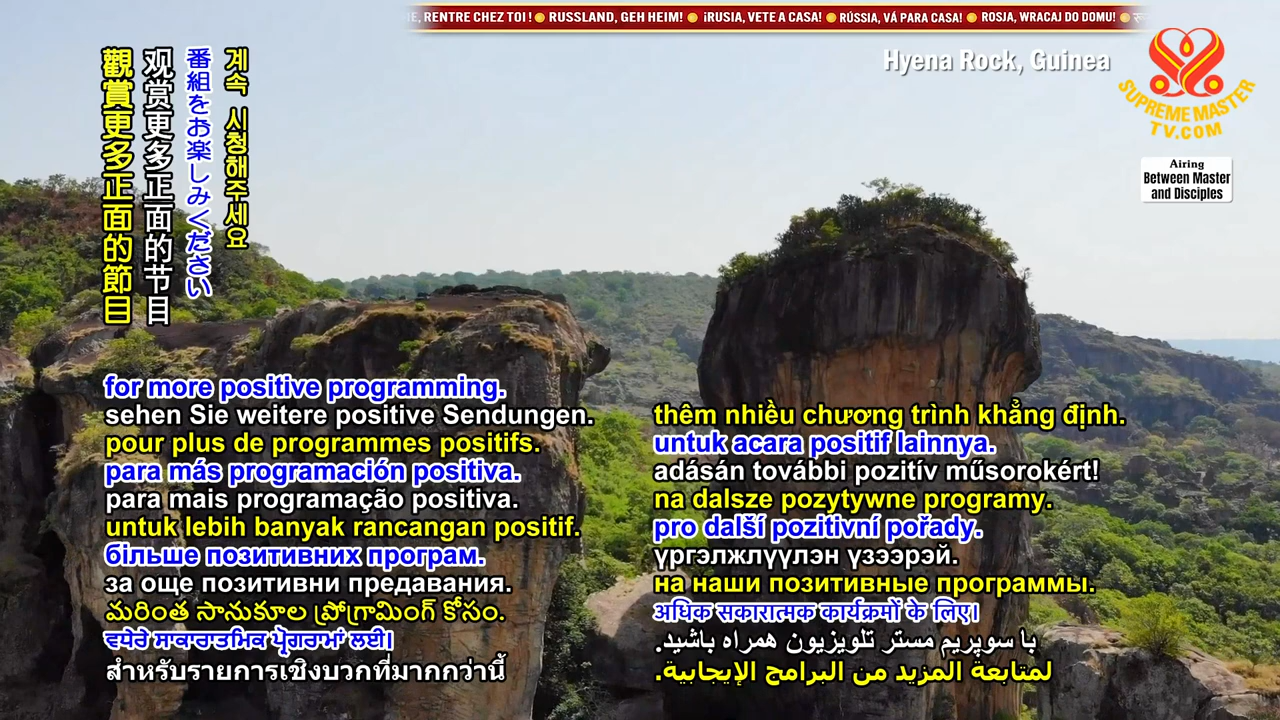 E, RENTRE CHEZ TOI ! RUSSLAND, GEH HEIM! ¡RUSIA, VETE A CASA! RÚSSIA, VÁ PARA CASA! ROSJA, WRACAJ DO DOMU!
Hyena Rock, Guinea
SUPREME MASTER
TV.COM
Airing
Between Master
and Disciples
觀賞更多正面的節目
观赏更多正面的节目
番組をお楽しみください
계속 시청해주세요
for more positive programming.
sehen Sie weitere positive Sendungen.
pour plus de programmes positifs.
para más programación positiva.
para mais programação positiva.
untuk lebih banyak rancangan positif.
більше позитивних програм.
за още позитивни предавания.
మరింత సానుకూల ప్రోగ్రామింగ్ కోసం.
ਵਧੇਰੇ ਸਾਕਾਰਾਤਮਿਕ ਪ੍ਰੋਗਰਾਮਾਂ ਲਈ।
สำหรับรายการเชิงบวกที่มากกว่านี้
thêm nhiều chương trình khẳng định.
untuk acara positif lainnya.
adásán további pozitív műsorokért!
na dalsze pozytywne programy.
pro další pozitivní pořady.
үргэлжлүүлэн үзээрэй.
на наши позитивные программы.
अधिक सकारात्मक कार्यक्रमों के लिए।
با سوپریم مستر تلویزیون همراه باشید.
لمتابعة المزيد من البرامج الإيجابية.